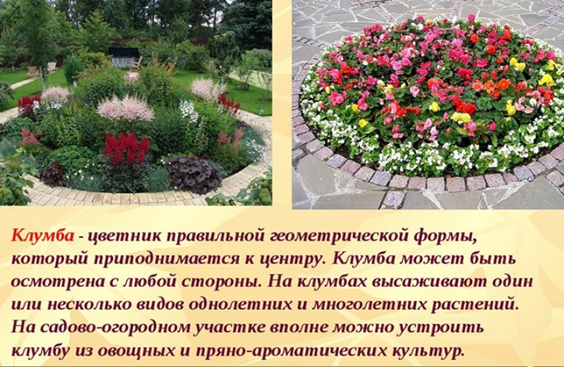 Клумба - цветник правильной геометрической формы,
который приподнимается к центру. Клумба может быть
осмотрена с любой стороны. На клумбах высаживают один
или несколько видов однолетних и многолетних растений.
На садово-огородном участке вполне можно устроить
клумбу из овощных и пряно-ароматических культур.